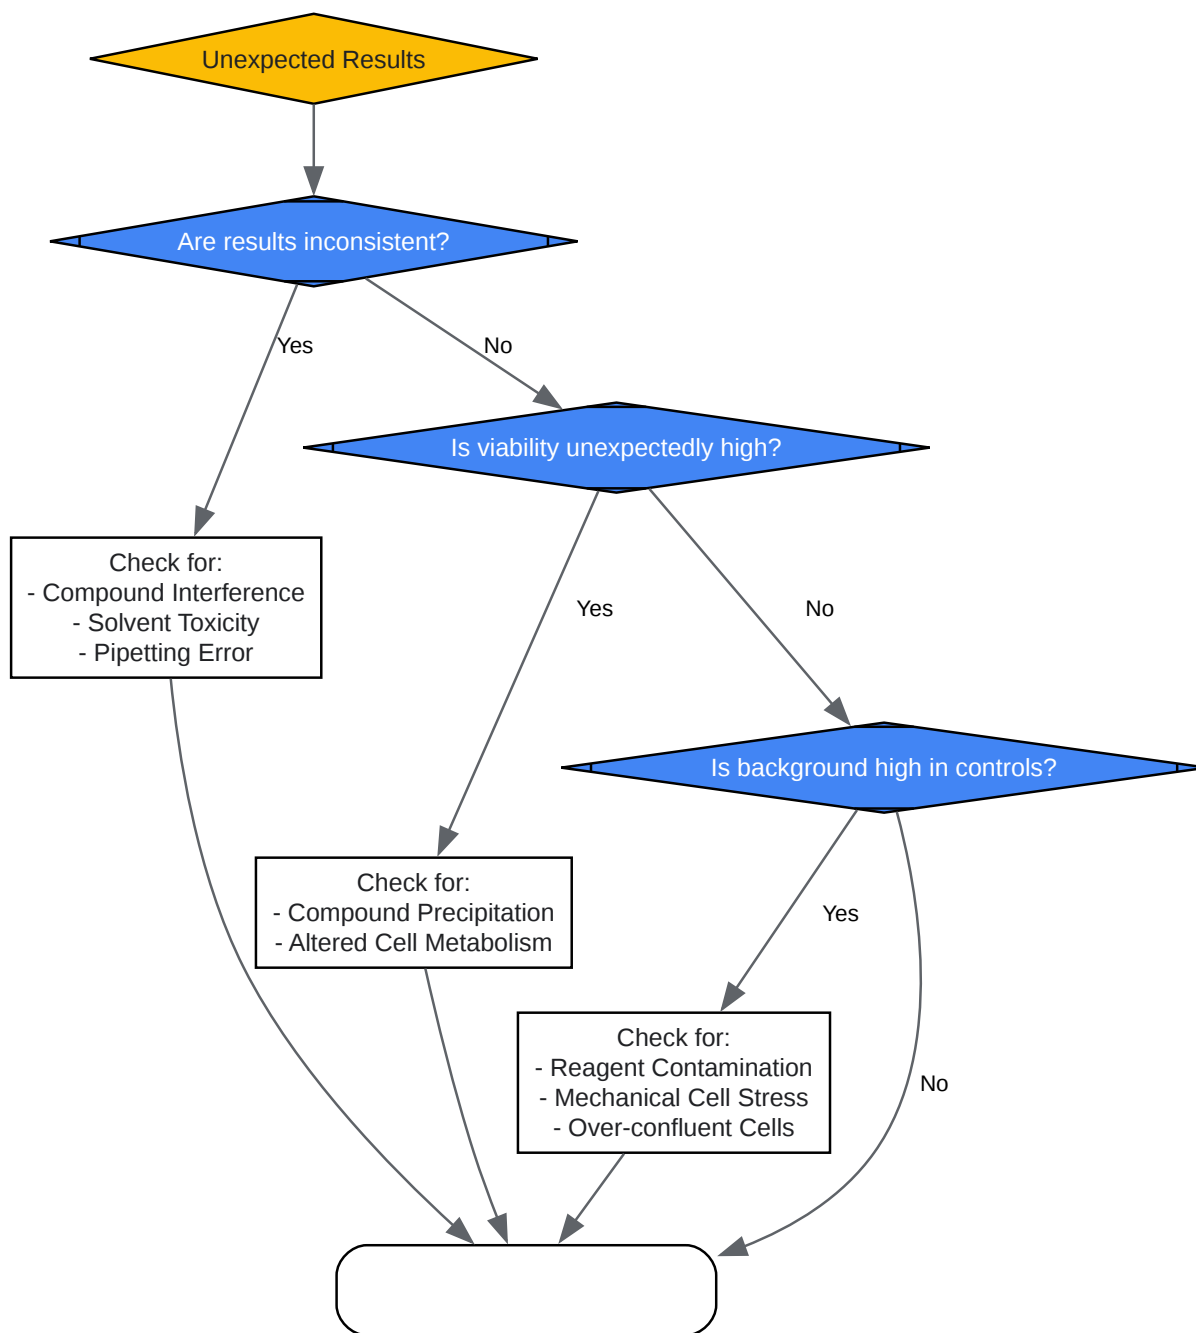 Unexpected Results
Are results inconsistent?
Yes
No
Is viability unexpectedly high?
Check for:
- Compound Interference
- Solvent Toxicity
- Pipetting Error
Yes
No
Is background high in controls?
Check for:
- Compound Precipitation
- Altered Cell Metabolism
Yes
Check for:
- Reagent Contamination
- Mechanical Cell Stress
- Over-confluent Cells
No